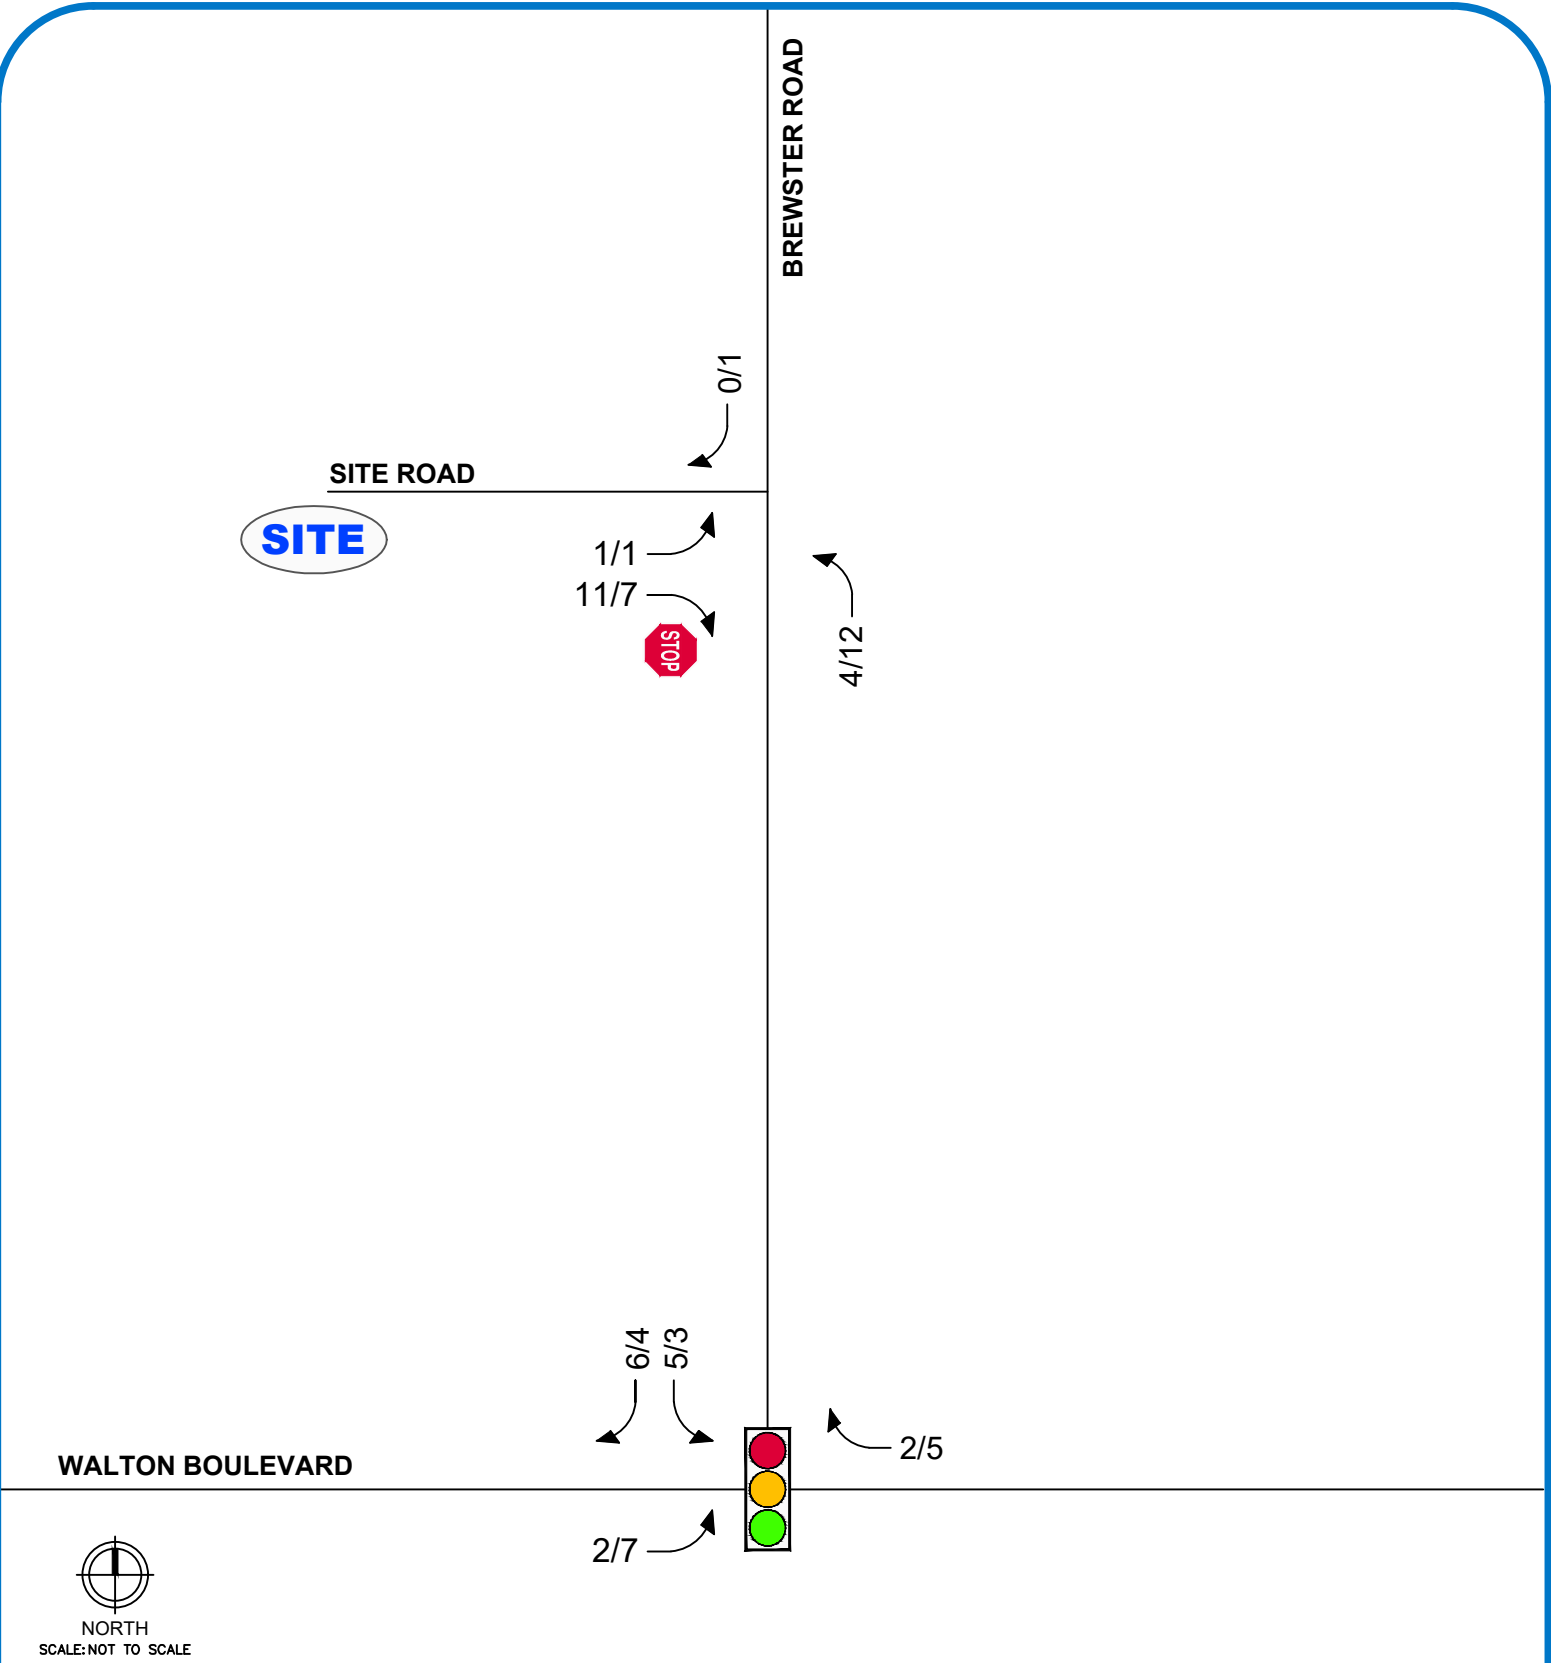 BREWSTER ROAD
0/1
SITE ROAD
SITE
1/1
11/7
STOP
4/12
6/4
5/3
2/5
WALTON BOULEVARD
2/7
NORTH
SCALE: NOT TO SCALE